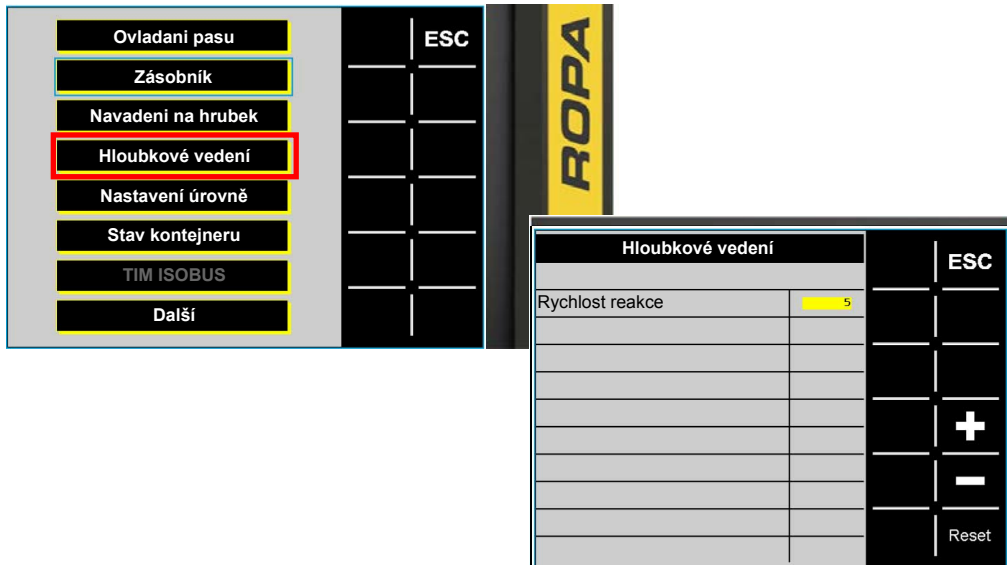 Ovladani pasu
ESC
Zásobník
Navadeni na hrubek
Hloubkové vedení
Nastavení úrovně
Stav kontejneru
TIM ISOBUS
Další
ROPA
Hloubkové vedení
ESC
Rychlost reakce 5
Reset